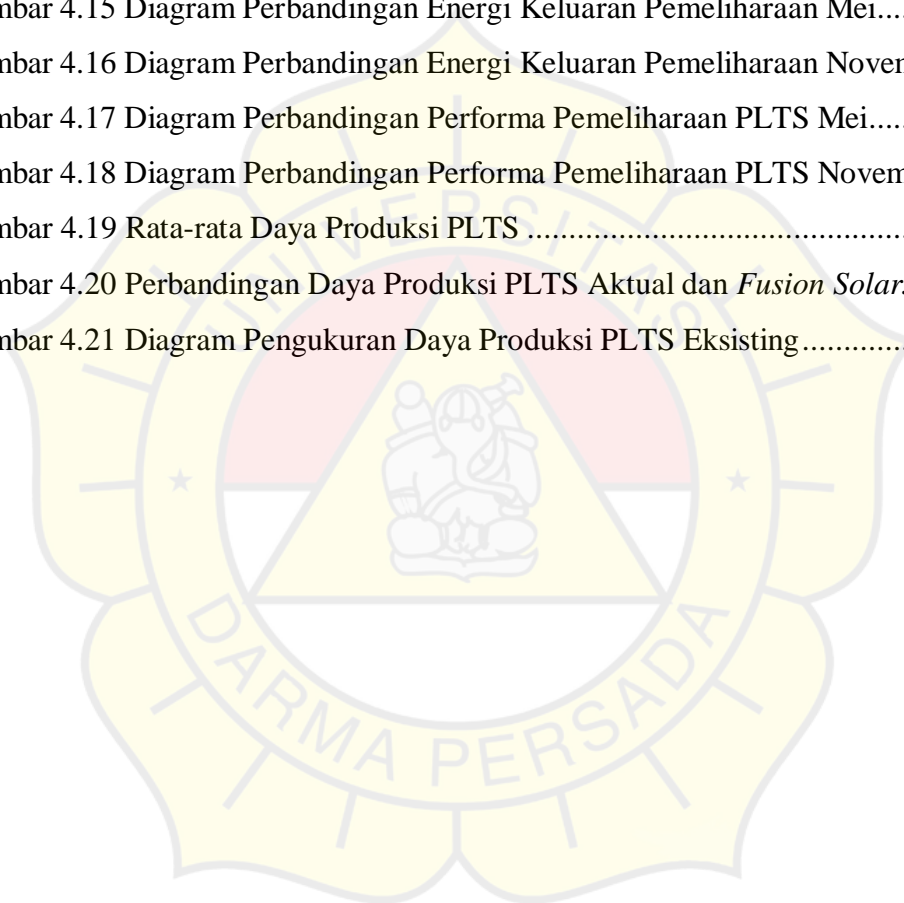 mbar 4.15 Diagram Perbandingan Energi Keluaran Pemeliharaan Mei....
mbar 4.16 Diagram Perbandingan Energi Keluaran Pemeliharaan Novem
mbar 4.17 Diagram Perbandingan Performa Pemeliharaan PLTS Mei.....
mbar 4.18 Diagram Perbandingan Performa Pemeliharaan PLTS Novem
mbar 4.19 Rata-rata Daya Produksi PLTS ..........................................
mbar 4.20 Perbandingan Daya Produksi PLTS Aktual dan Fusion Solar.
mbar 4.21 Diagram Pengukuran Daya Produksi PLTS Eksisting.............
UNIVERSITAS
DARMA PERSADA